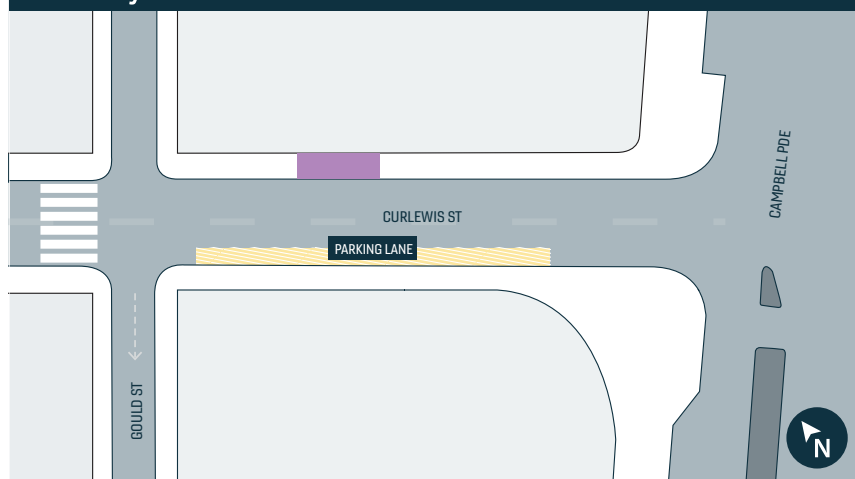 CAMPBELL PDE
CURLEWIS ST
PARKING LANE
GOULD ST
N